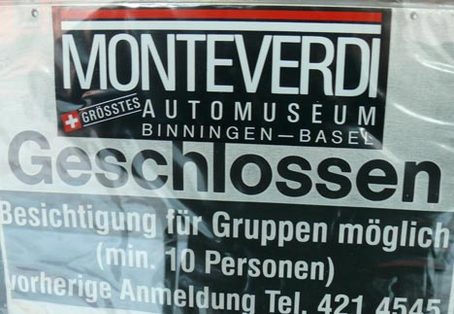 MONTEVERDI
GRÖSSTES AUTOMUSEUM
BINNINGEN—BASEL
Geschlossen
Besichtigung für Gruppen möglich
(min. 10 Personen)
vorherige Anmeldung Tel. 421 4545